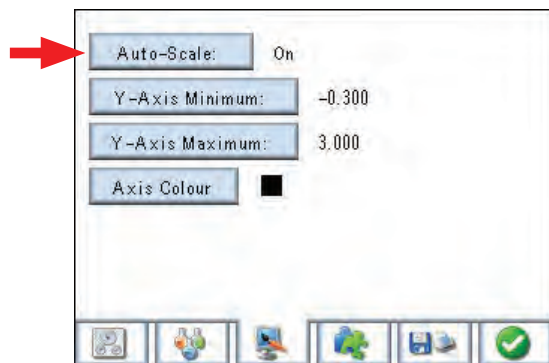 Auto-Scale: On
Y-Axis Minimum: -0.300
Y-Axis Maximum: 3.000
Axis Colour